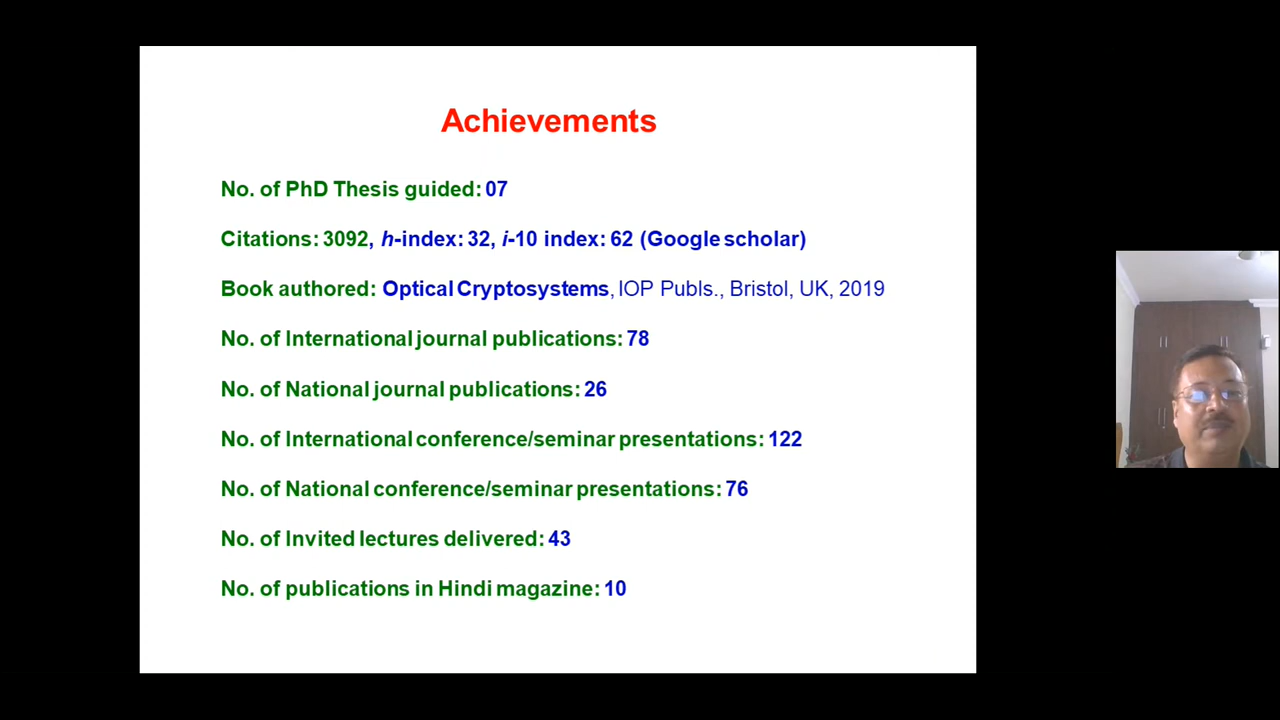 Achievements
No. of PhD Thesis guided: 07
Citations: 3092, h-index: 32, i-10 index: 62 (Google scholar)
Book authored: Optical Cryptosystems, IOP Publs., Bristol, UK, 2019
No. of International journal publications: 78
No. of National journal publications: 26
No. of International conference/seminar presentations: 122
No. of National conference/seminar presentations: 76
No. of Invited lectures delivered: 43
No. of publications in Hindi magazine: 10